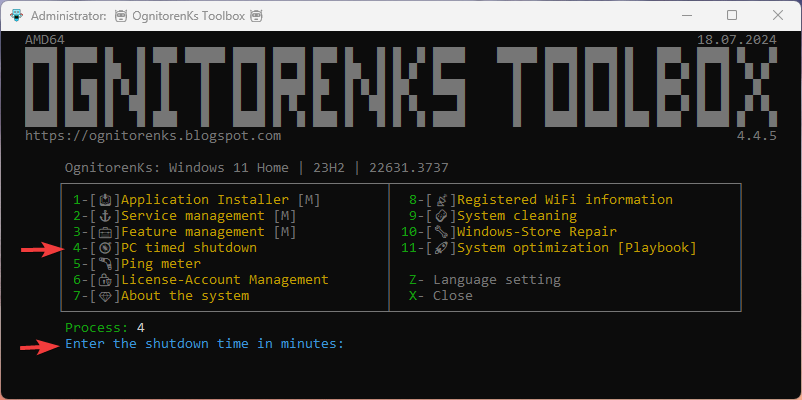 Administrator: OgnitorenKs Toolbox
AMD64 18.07.2024
OGNITORENKS TOOLBOX
https://ognitorenks.blogspot.com 4.4.5
OgnitorenKs: Windows 11 Home | 23H2 | 22631.3737
1-[]Application Installer [M]
2-[]Service management [M]
3-[]Feature management [M]
4-[]PC timed shutdown
5-[]Ping meter
6-[]License-Account Management
7-[]About the system
8-[]Registered WiFi information
9-[]System cleaning
10-[]Windows-Store Repair
11-[]System optimization [Playbook]
Z- Language setting
X- Close
Process: 4
Enter the shutdown time in minutes: